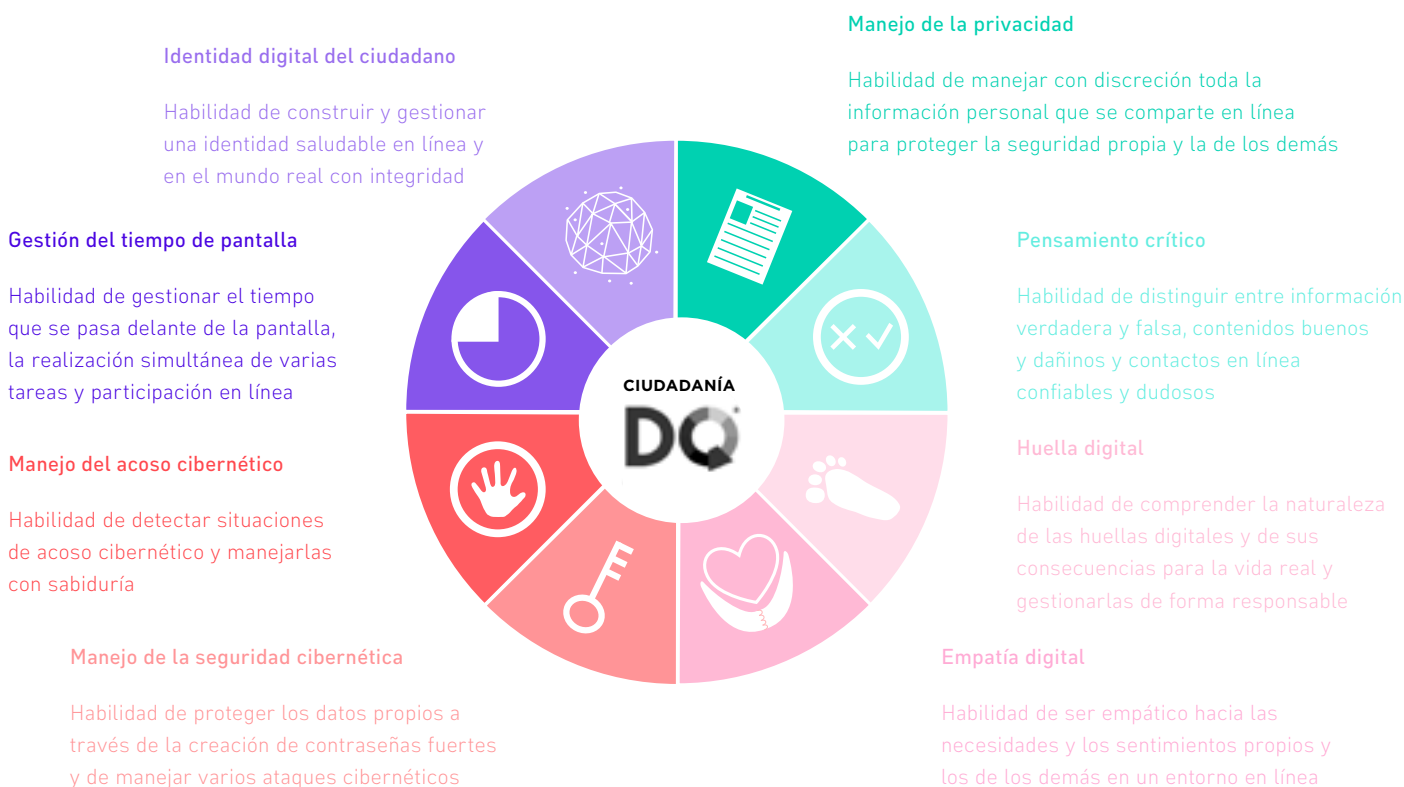 Manejo de la privacidad
Habilidad de manejar con discreción toda la
información personal que se comparte en línea
para proteger la seguridad propia y la de los demás
Identidad digital del ciudadano
Habilidad de construir y gestionar
una identidad saludable en línea y
en el mundo real con integridad
Gestión del tiempo de pantalla
Habilidad de gestionar el tiempo
que se pasa delante de la pantalla,
la realización simultánea de varias
tareas y participación en línea
Pensamiento crítico
Habilidad de distinguir entre información
verdadera y falsa, contenidos buenos
y dañinos y contactos en línea
confiables y dudosos
CIUDADANÍA
DQ
Manejo del acoso cibernético
Habilidad de detectar situaciones
de acoso cibernético y manejarlas
con sabiduría
Huella digital
Habilidad de comprender la naturaleza
de las huellas digitales y de sus
consecuencias para la vida real y
gestionarlas de forma responsable
Manejo de la seguridad cibernética
Habilidad de proteger los datos propios a
través de la creación de contraseñas fuertes
y de manejar varios ataques cibernéticos
Empatía digital
Habilidad de ser empático hacia las
necesidades y los sentimientos propios y
los de los demás en un entorno en línea